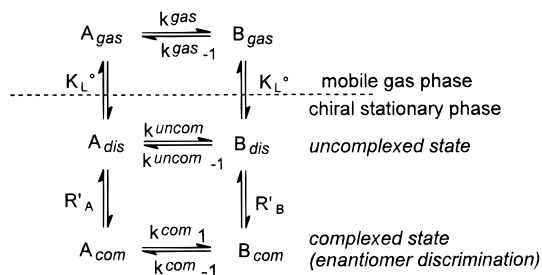 A gas k gas B gas
k gas -1
K L° K L° mobile gas phase
chiral stationary phase
A dis k uncom B dis uncomplexed state
k uncom -1
R' A R' B
A com k com 1 B com complexed state
k com -1 (enantiomer discrimination)